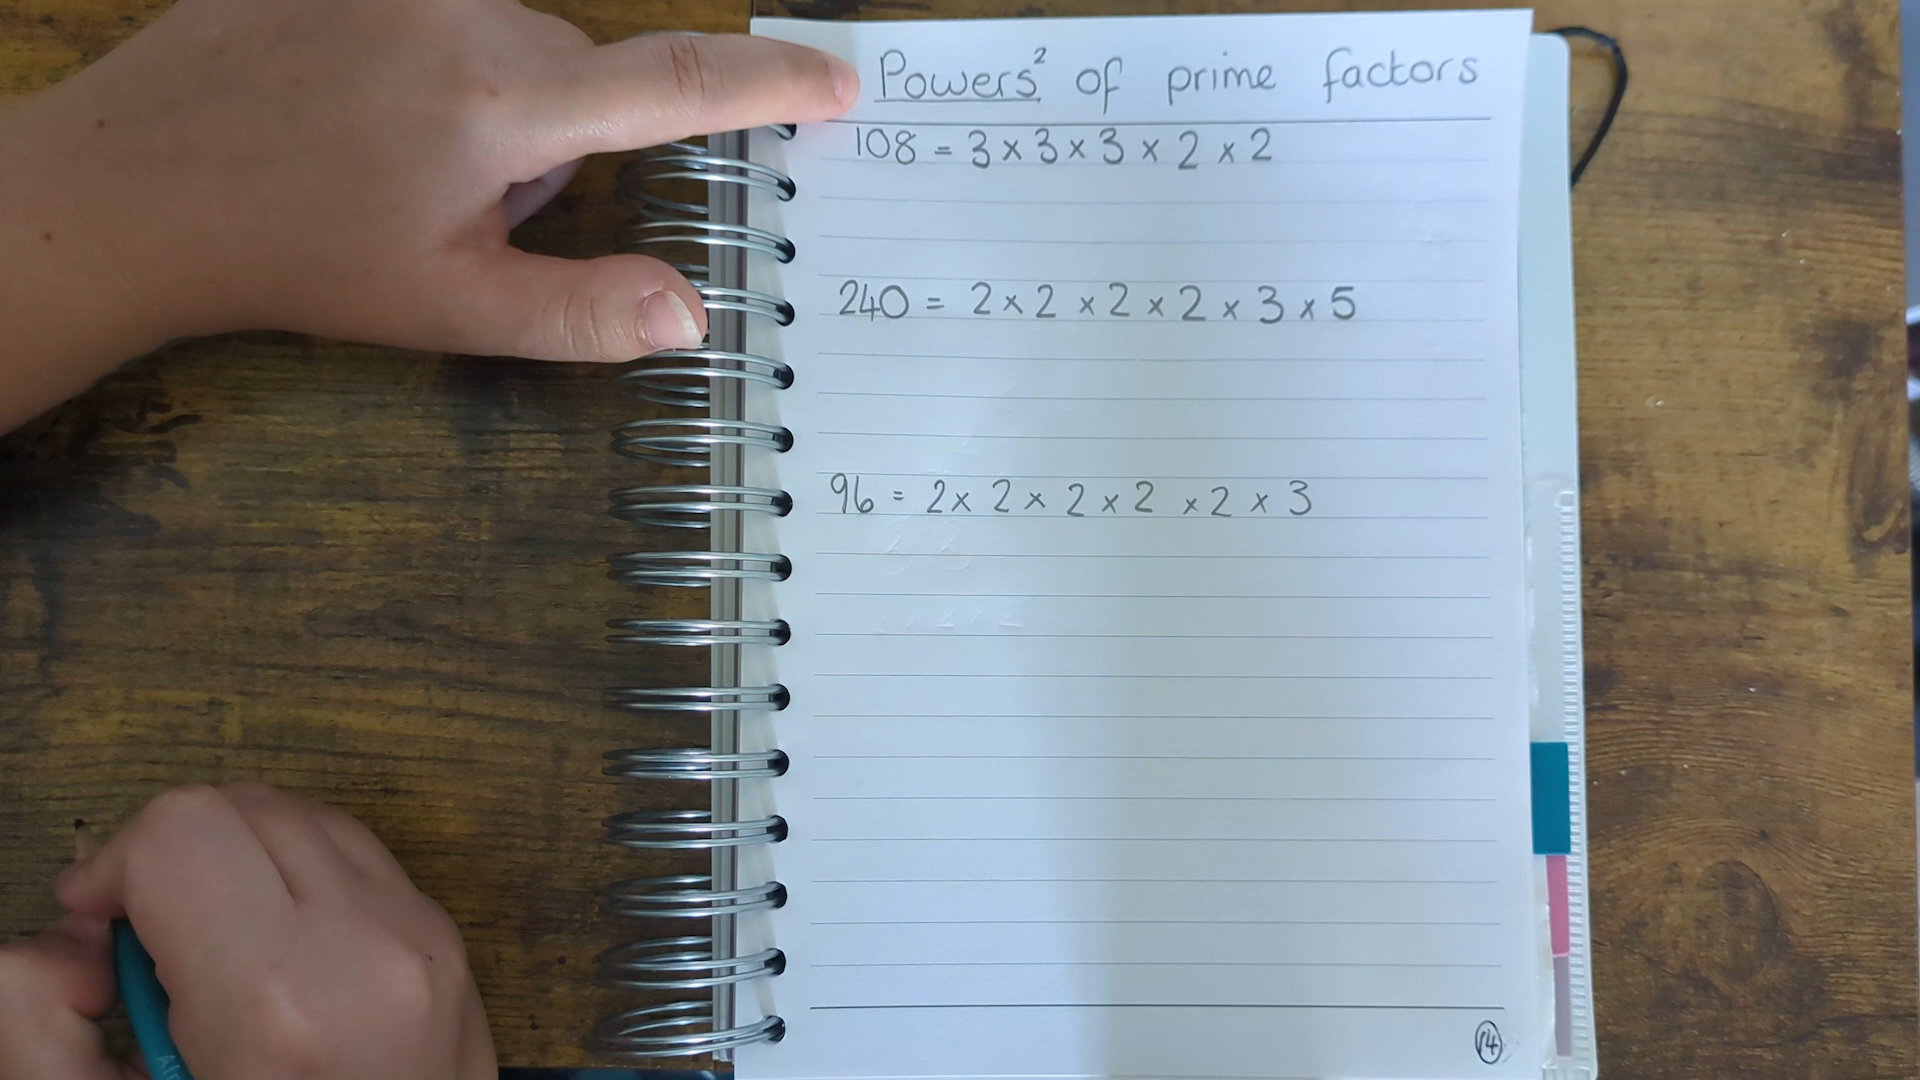 Powers² of prime factors
108 = 3 × 3 × 3 × 2 × 2
240 = 2 × 2 × 2 × 2 × 3 × 5
96 = 2 × 2 × 2 × 2 × 2 × 3
14